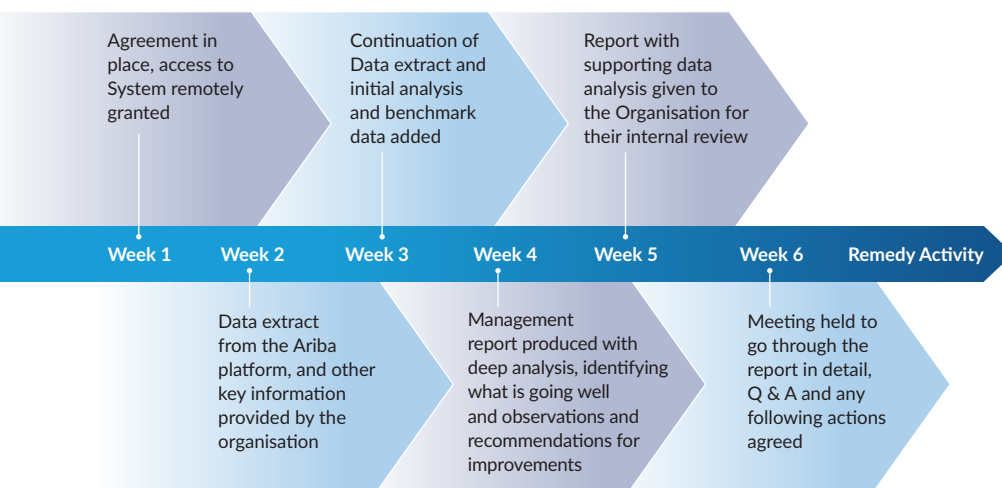 Agreement in
place, access to
System remotely
granted
Continuation of
Data extract and
initial analysis
and benchmark
data added
Report with
supporting data
analysis given to
the Organisation for
their internal review
Week 1
Week 2
Week 3
Week 4
Week 5
Week 6
Remedy Activity
Data extract
from the Ariba
platform, and other
key information
provided by the
organisation
Management
report produced with
deep analysis, identifying
what is going well
and observations and
recommendations for
improvements
Meeting held to
go through the
report in detail,
Q & A and any
following actions
agreed